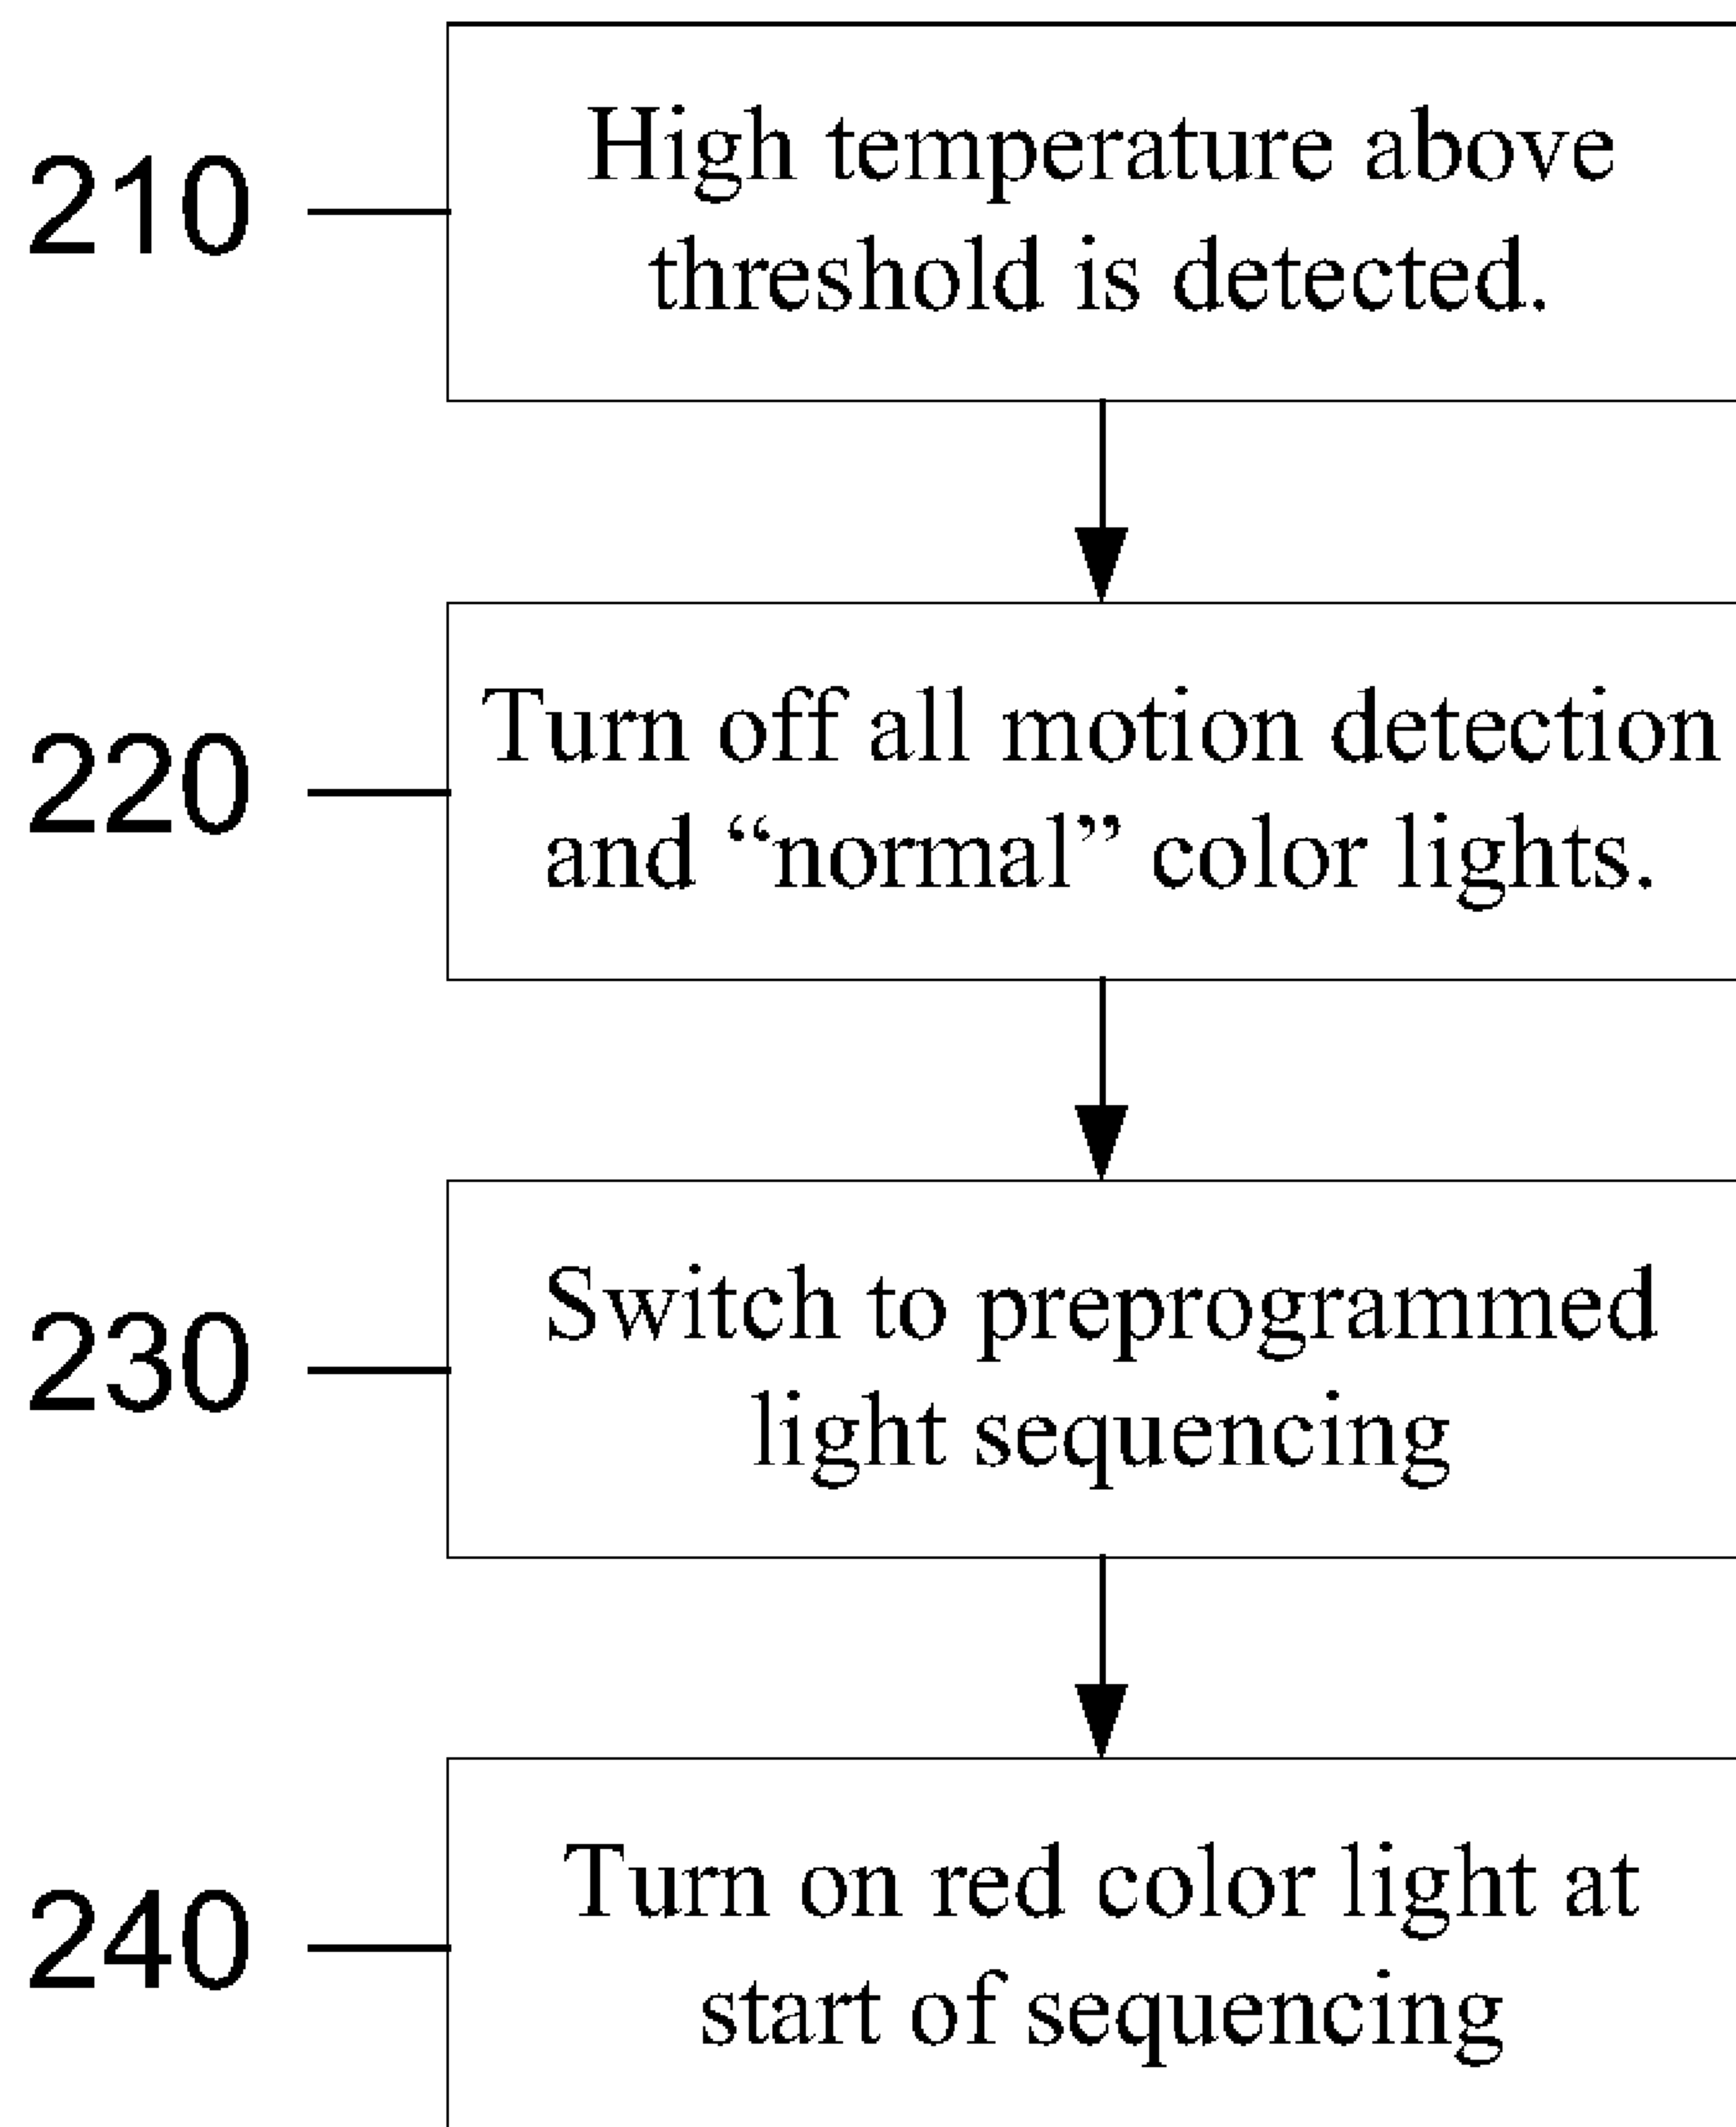 210
High temperature above
threshold is detected.
220
Turn off all motion detection
and “normal” color lights.
230
Switch to preprogrammed
light sequencing
240
Turn on red color light at
start of sequencing